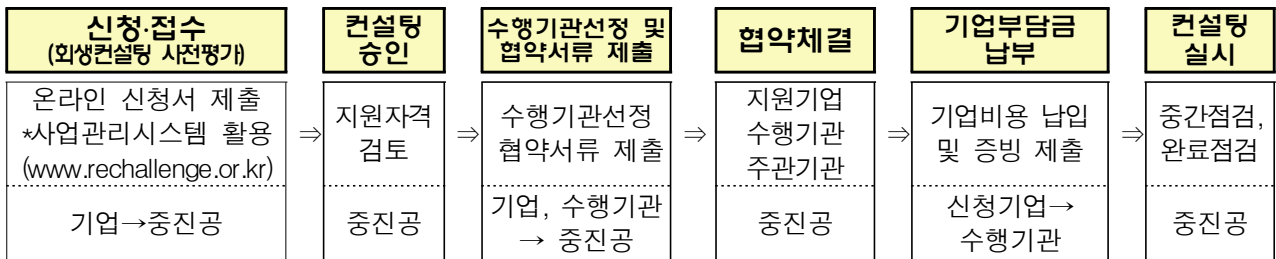 신청·접수
(회생컨설팅 사전평가)
온라인 신청서 제출
*사업관리시스템 활용
(www.rechallenge.or.kr)
기업→중진공
⇒
컨설팅
승인
지원자격
검토
중진공
⇒
수행기관선정 및
협약서류 제출
수행기관선정
협약서류 제출
기업, 수행기관
→ 중진공
⇒
협약체결
지원기업
수행기관
주관기관
중진공
⇒
기업부담금
납부
기업비용 납입
및 증빙 제출
신청기업→
수행기관
⇒
컨설팅
실시
중간점검,
완료점검
중진공